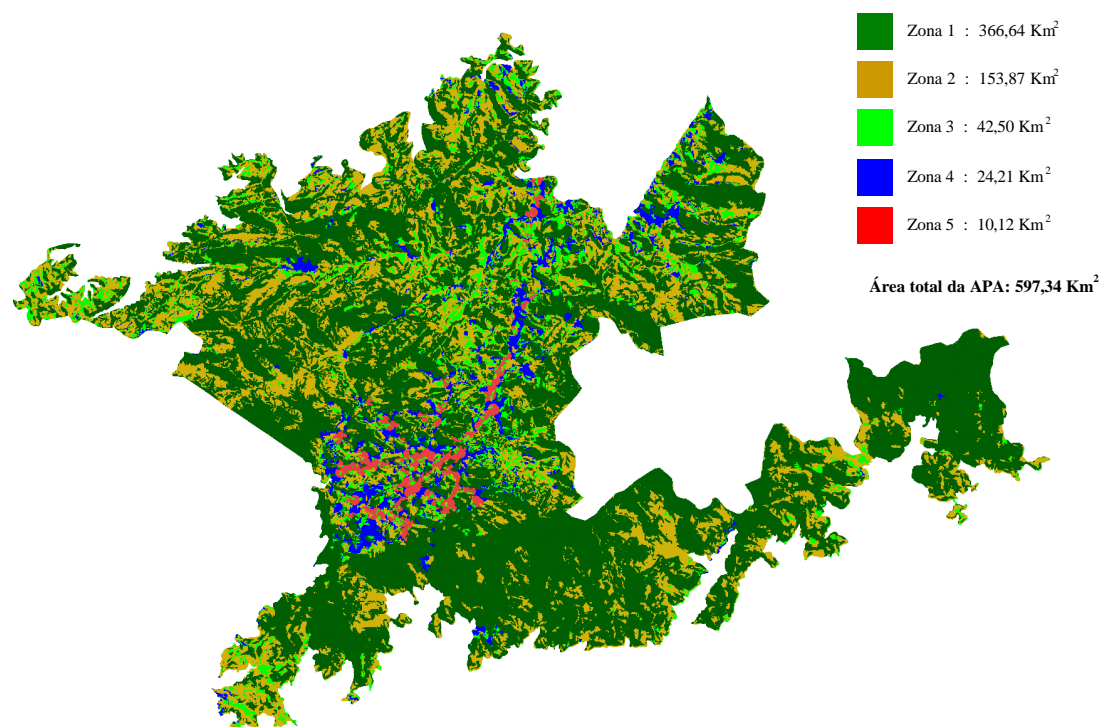 Zona 1 : 366,64 Km²
Zona 2 : 153,87 Km²
Zona 3 : 42,50 Km²
Zona 4 : 24,21 Km²
Zona 5 : 10,12 Km²
Área total da APA: 597,34 Km²